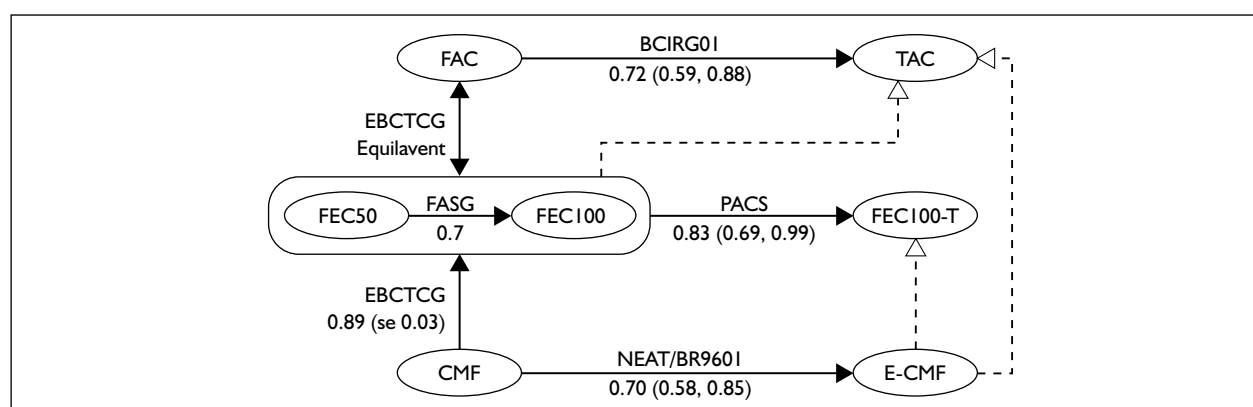 FAC
BCIRG01
TAC
0.72 (0.59, 0.88)
EBCTCG
Equilavent
FEC50
FASG
FEC100
PACS
FEC100-T
0.7
0.83 (0.69, 0.99)
EBCTCG
0.89 (se 0.03)
CMF
NEAT/BR9601
E-CMF
0.70 (0.58, 0.85)